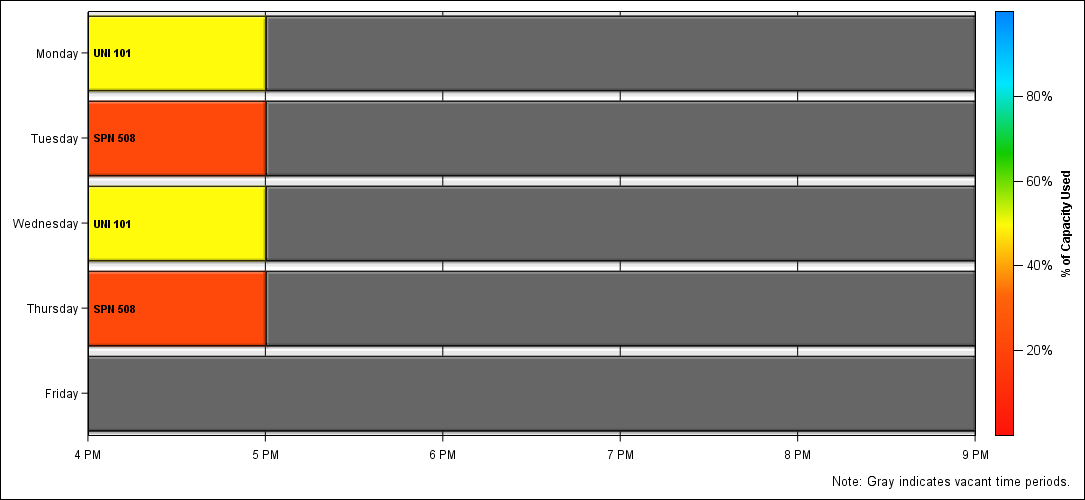 Monday
UNI 101
Tuesday
SPN 508
Wednesday
UNI 101
Thursday
SPN 508
Friday
4 PM 5 PM 6 PM 7 PM 8 PM 9 PM
80%
60%
40%
20%
% of Capacity Used
Note: Gray indicates vacant time periods.